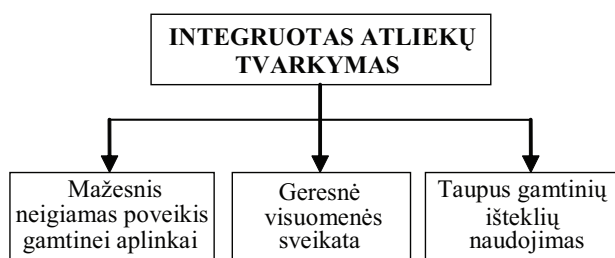 INTEGRUOTAS ATLIEKŲ
TVARKYMAS
Mažesnis
neigiamas poveikis
gamtinei aplinkai
Geresnė
visuomenės
sveikata
Taupus gamtinių
išteklių
naudojimas